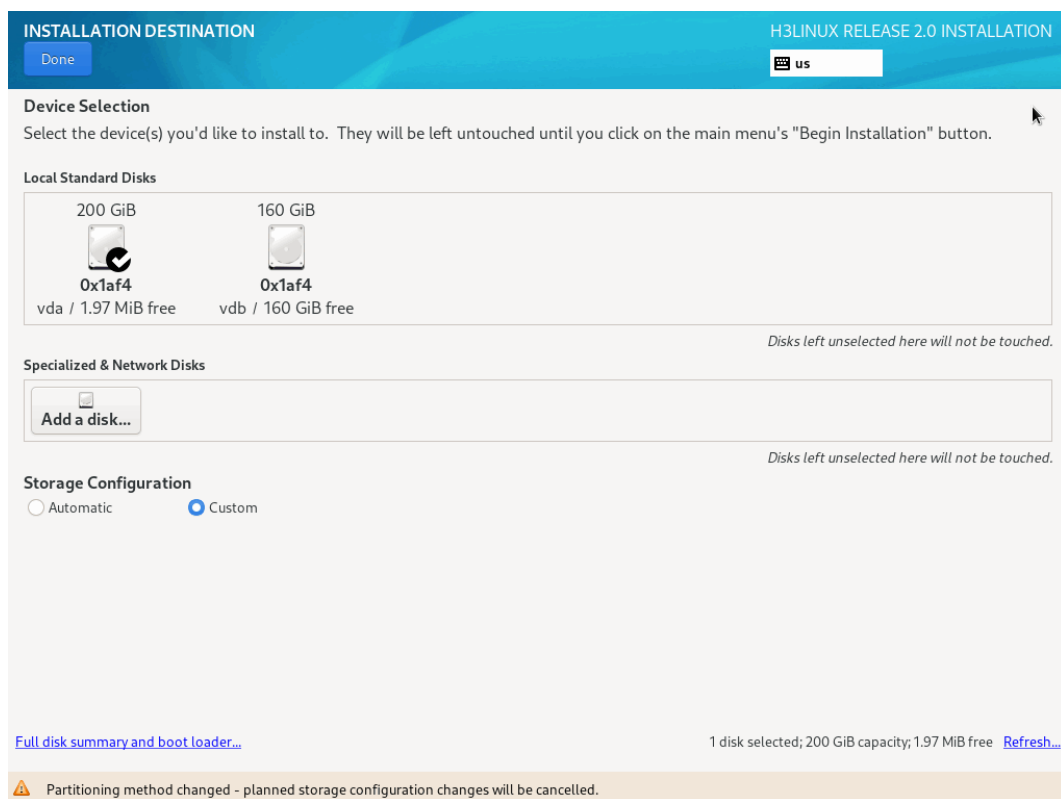 INSTALLATION DESTINATION
H3LINUX RELEASE 2.0 INSTALLATION
Done
us
Device Selection
Select the device(s) you'd like to install to. They will be left untouched until you click on the main menu's "Begin Installation" button.
Local Standard Disks
200 GiB
160 GiB
0x1af4
0x1af4
vda / 1.97 MiB free
vdb / 160 GiB free
Disks left unselected here will not be touched.
Specialized & Network Disks
Add a disk...
Disks left unselected here will not be touched.
Storage Configuration
Automatic
Custom
Full disk summary and boot loader...
1 disk selected; 200 GiB capacity; 1.97 MiB free Refresh...
Partitioning method changed - planned storage configuration changes will be cancelled.